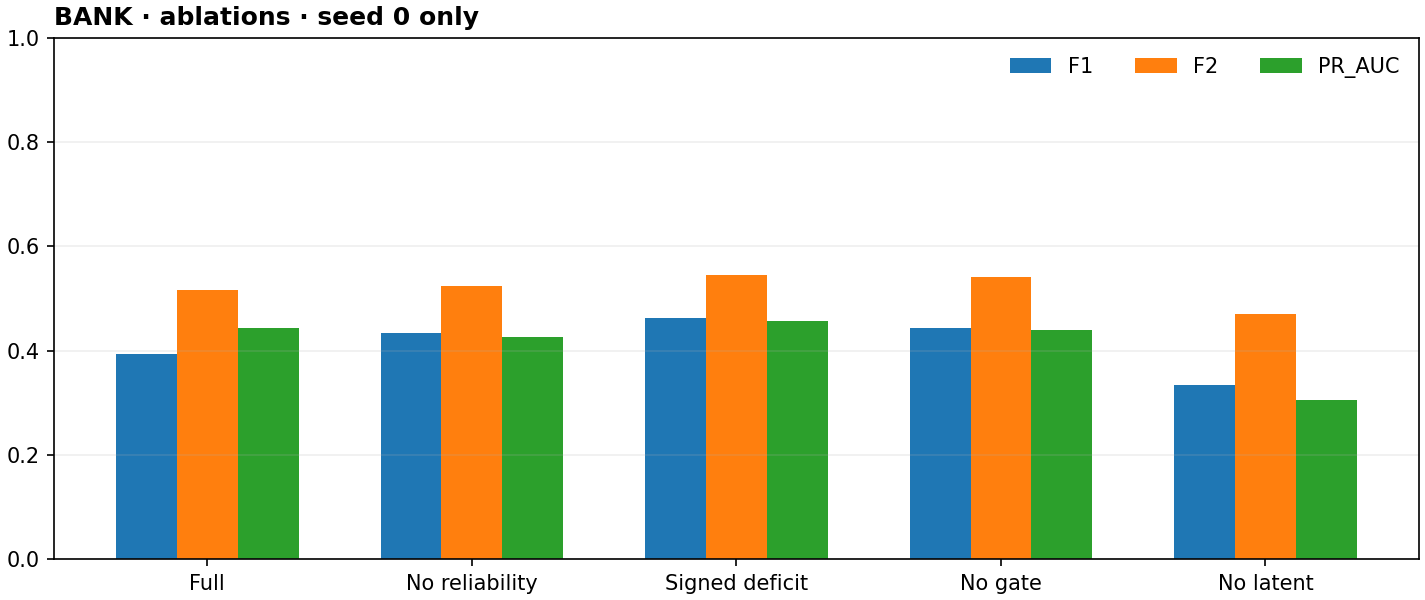 BANK · ablations · seed 0 only
1.0
F1 F2 PR_AUC
0.8
0.6
0.4
0.2
0.0
Full No reliability Signed deficit No gate No latent